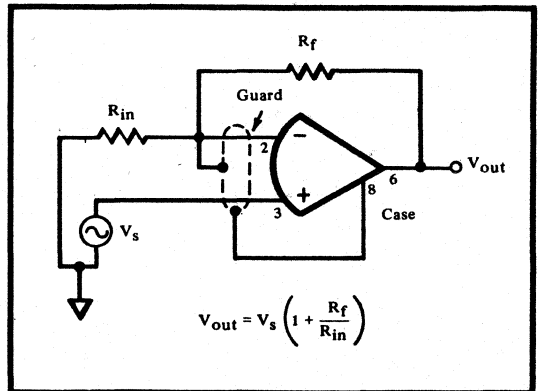 Rf
Guard
Rin
2
−
6
Vout
8
+
3
Case
Vs
Vout = Vs (1 + Rf/Rin)